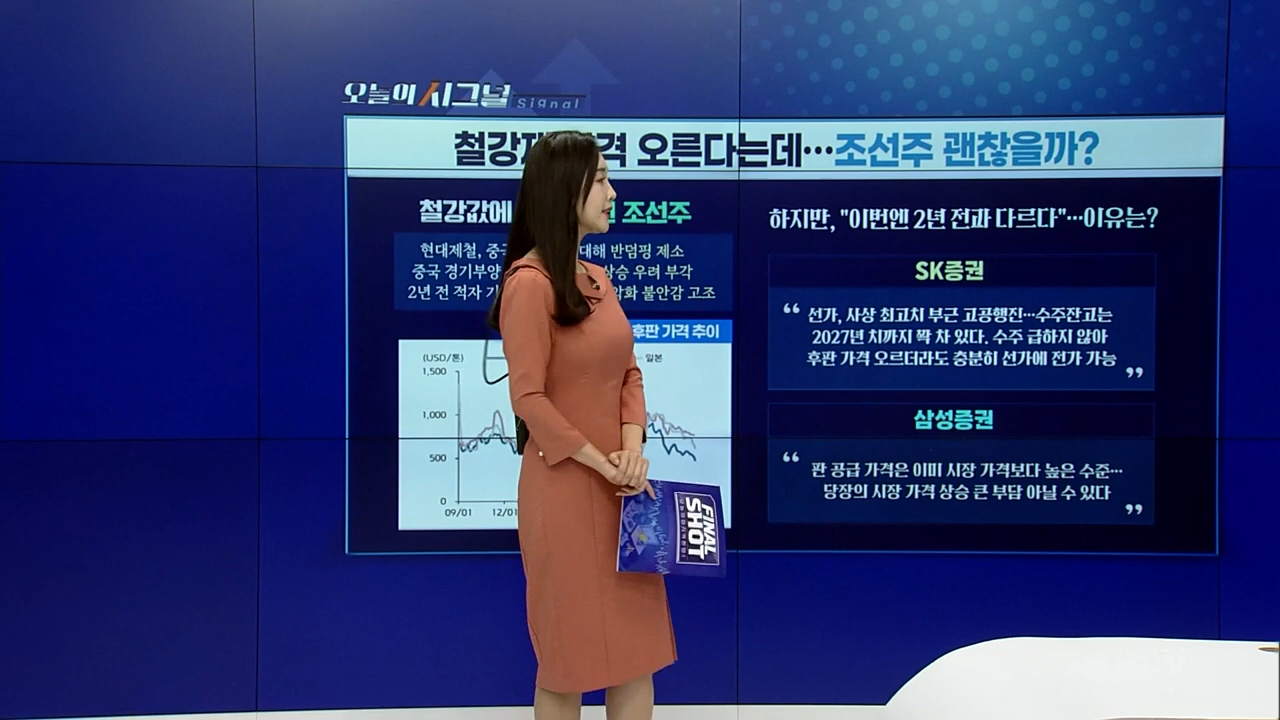 오늘의 시그널
Signal
철강 격 오른다는데…조선주 괜찮을까?
철강값에 조선주
현대제철, 대해 반덤핑 제소
중국 경기부양 상승 우려 부각
2년 전 적자 악화 불안감 고조
후판 가격 추이
(USD/톤) 일본
1,500
1,000
500
0
09/01 12/01
하지만, "이번엔 2년 전과 다르다"…이유는?
SK증권
“ 선가, 사상 최고치 부근 고공행진…수주잔고는
2027년 치까지 꽉 차 있다. 수주 급하지 않아
후판 가격 오르더라도 충분히 선가에 전가 가능 ”
삼성증권
“ 판 공급 가격은 이미 시장 가격보다 높은 수준…
당장의 시장 가격 상승 큰 부담 아닐 수 있다 ”
FINAL
SHOT